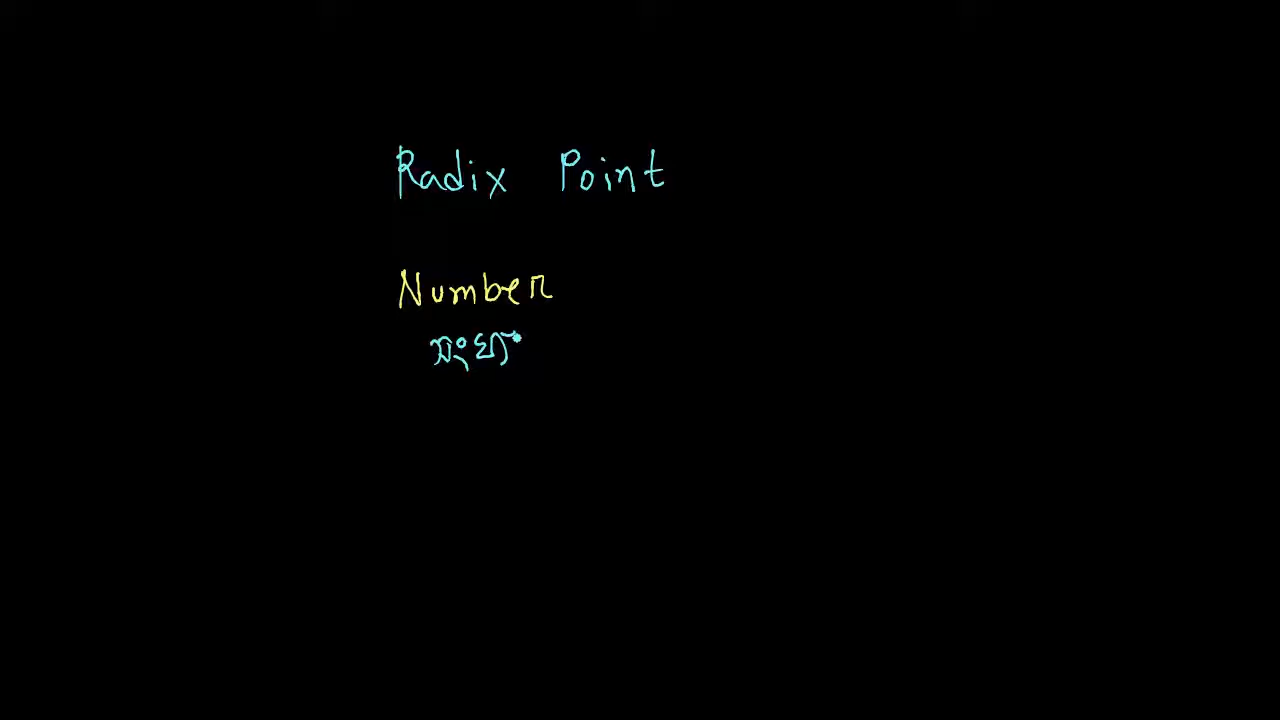 Radix Point
Number
সংখ